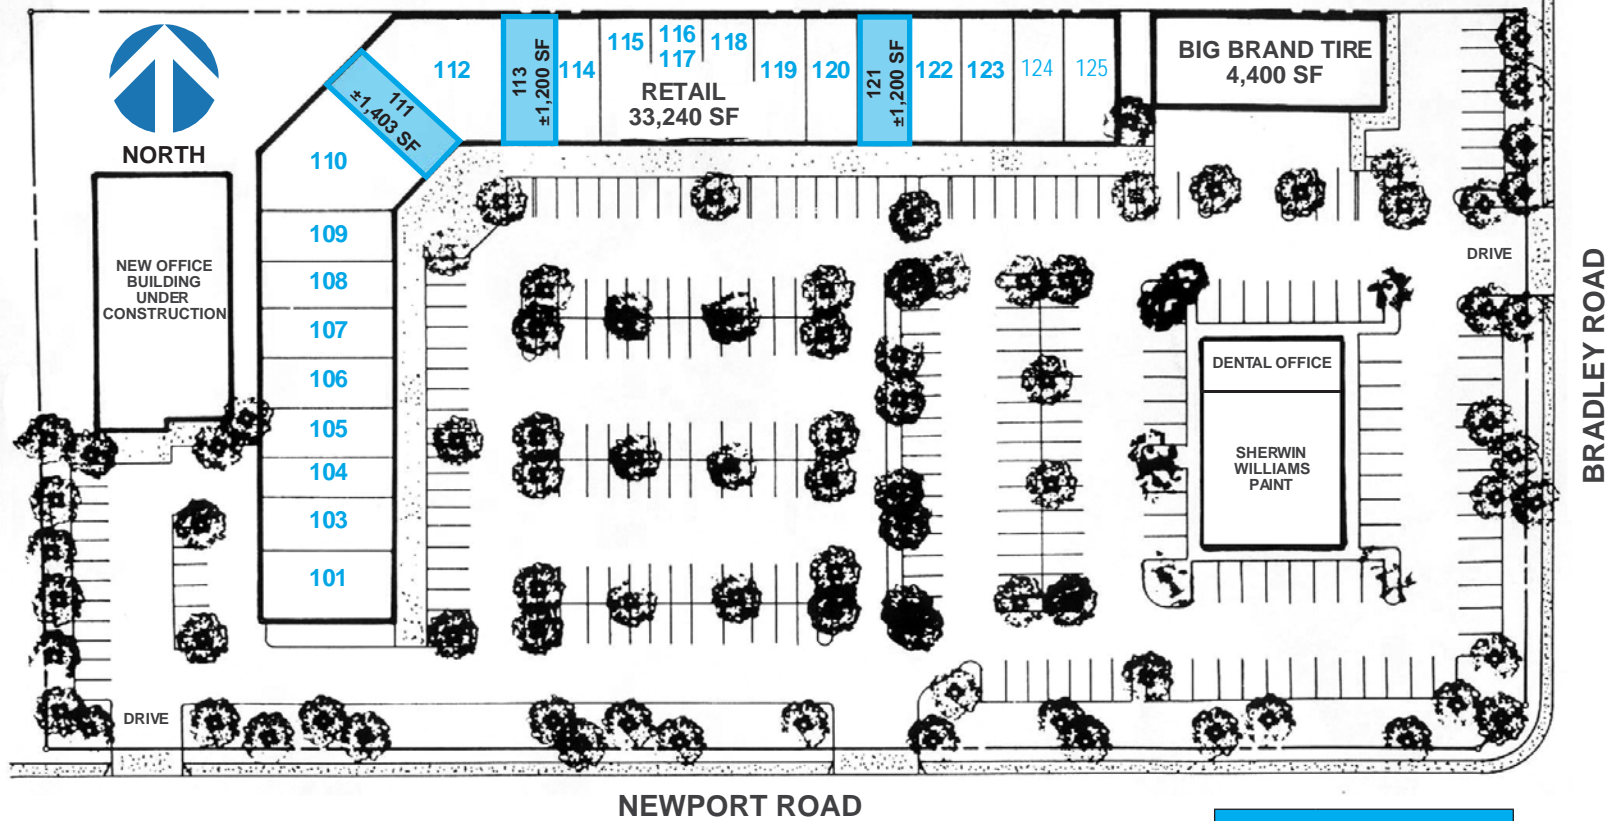 NORTH
112
113
±1,200 SF
114
115
116
117
118
119
120
121
±1,200 SF
122
123
124
125
RETAIL
33,240 SF
BIG BRAND TIRE
4,400 SF
111
±1,403 SF
110
109
108
107
106
105
104
103
101
NEW OFFICE
BUILDING
UNDER
CONSTRUCTION
DRIVE
DENTAL OFFICE
SHERWIN
WILLIAMS
PAINT
BRADLEY ROAD
DRIVE
NEWPORT ROAD